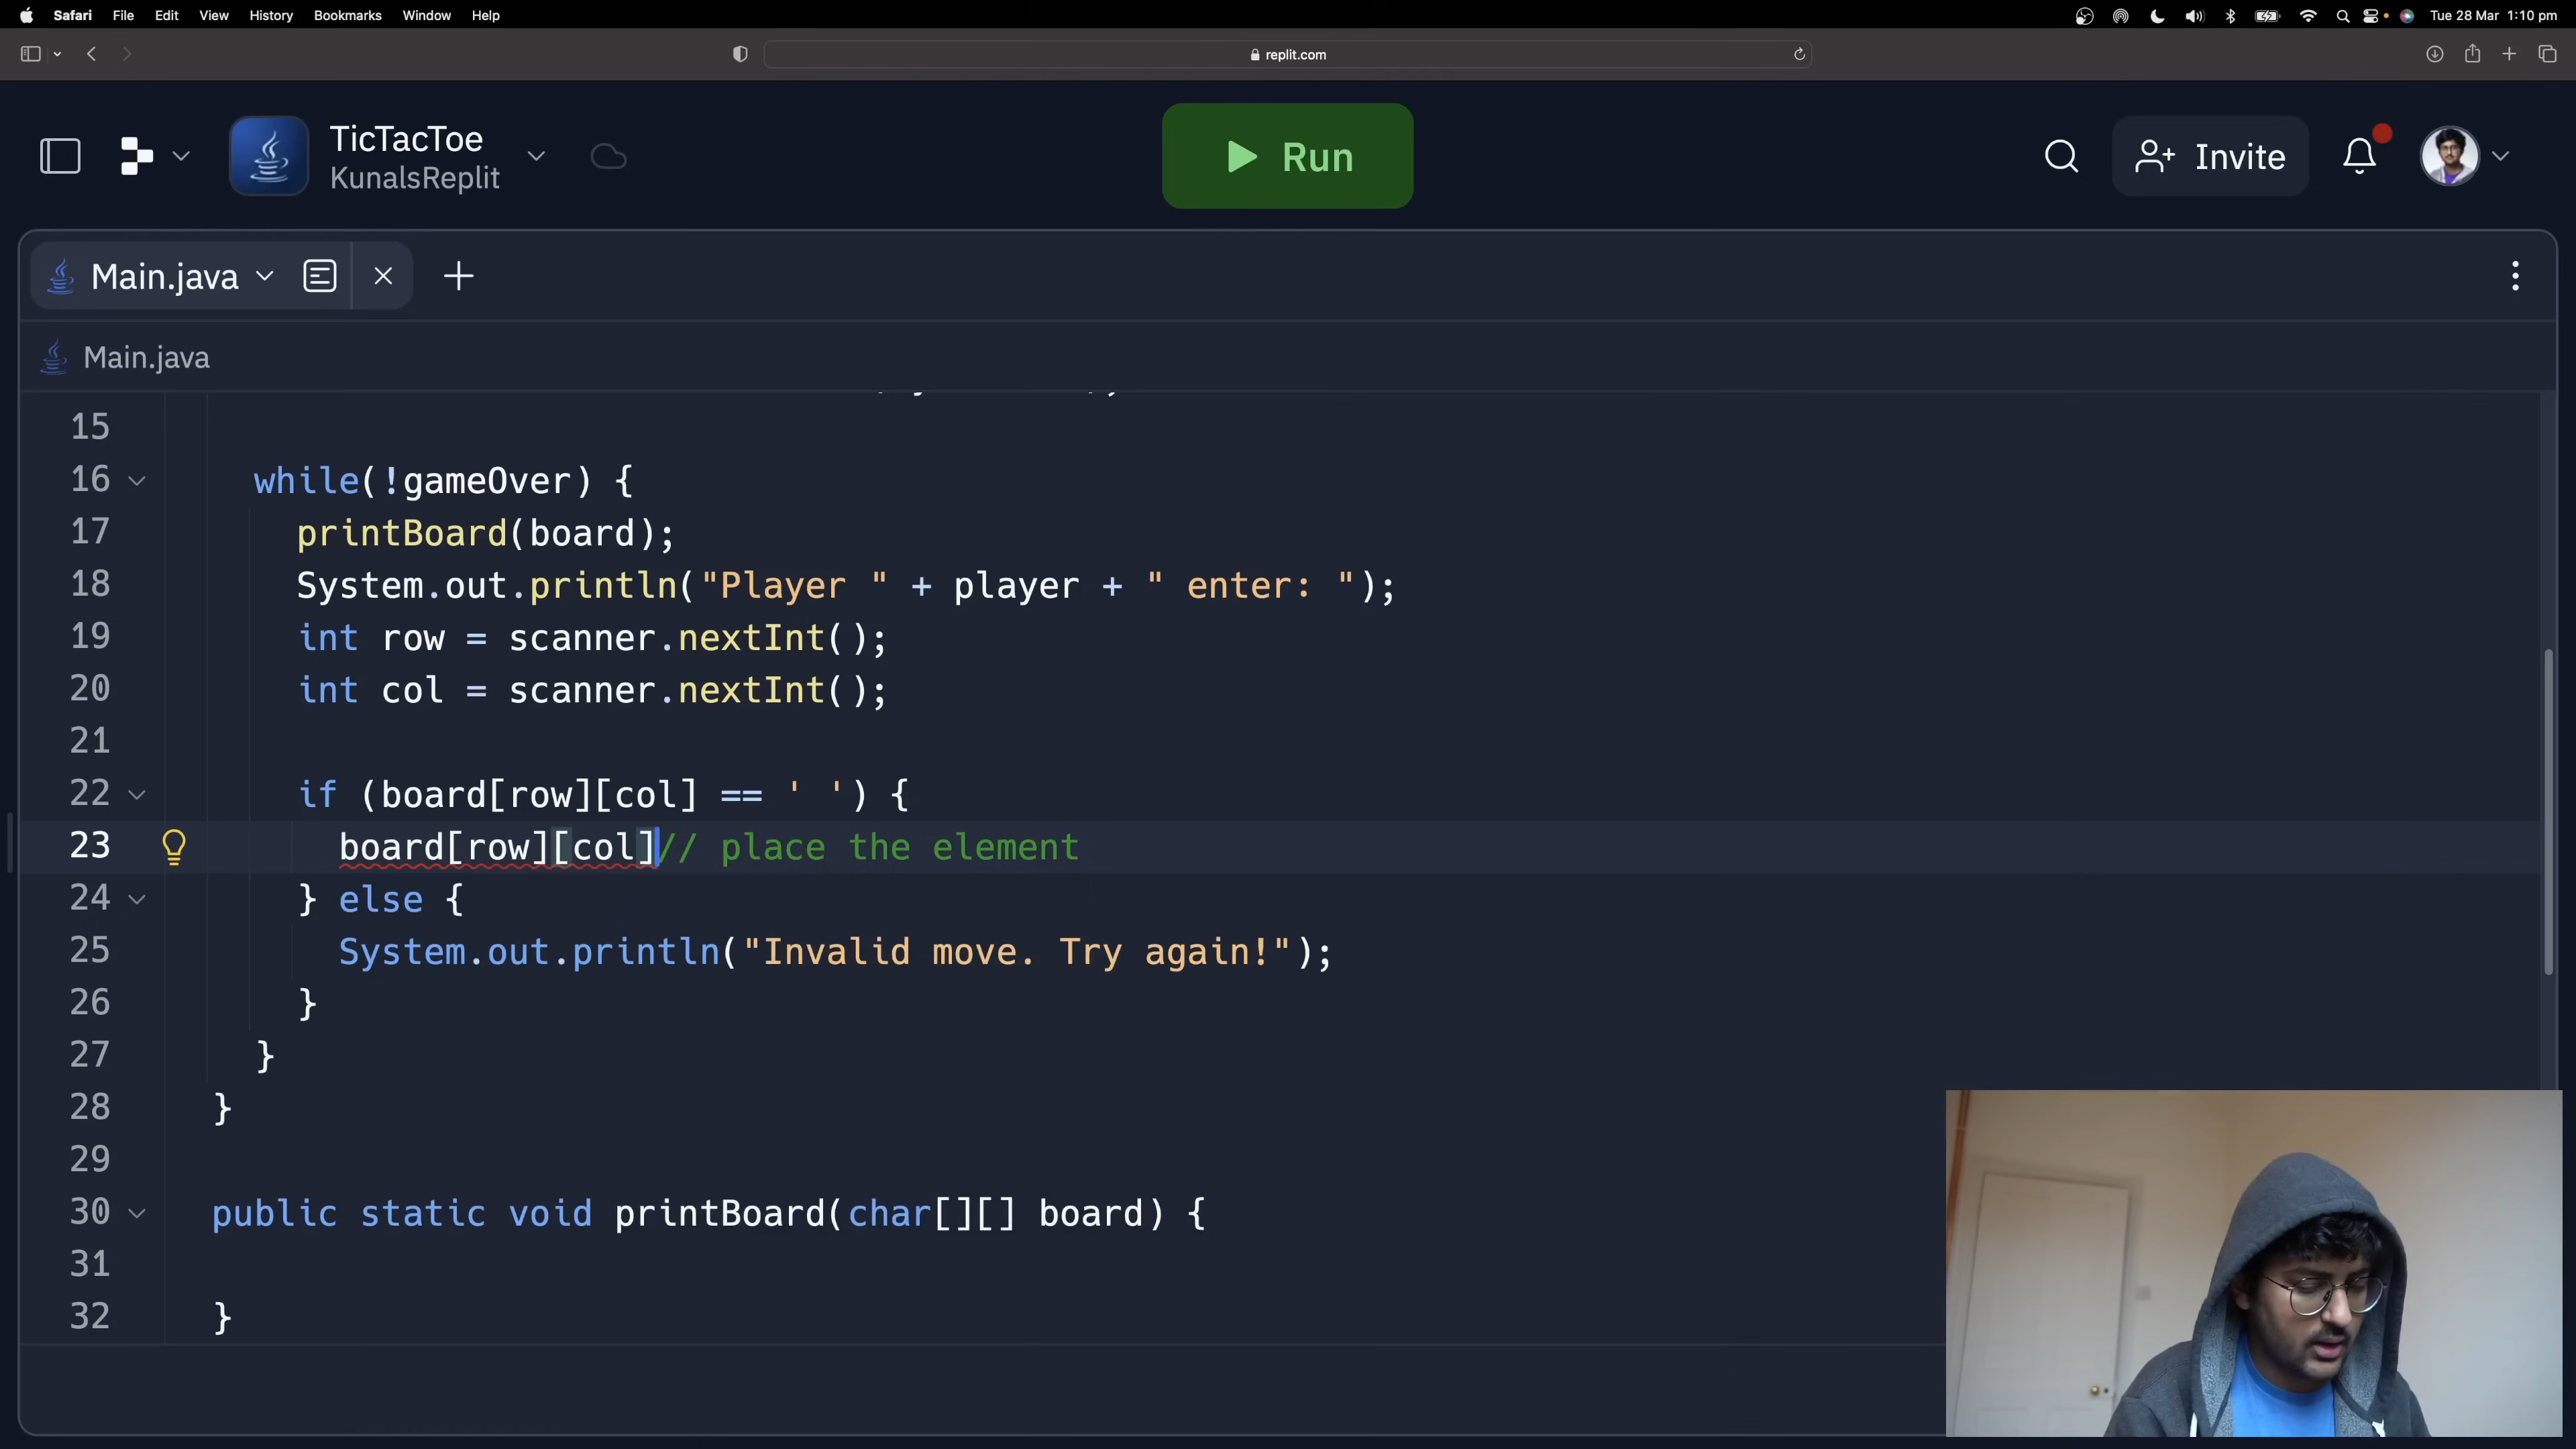 Safari File Edit View History Bookmarks Window Help Tue 28 Mar 1:10 pm
replit.com
TicTacToe
KunalsReplit
Run
Invite
Main.java
Main.java
15
16 while(!gameOver) {
17 printBoard(board);
18 System.out.println("Player " + player + " enter: ");
19 int row = scanner.nextInt();
20 int col = scanner.nextInt();
21
22 if (board[row][col] == ' ') {
23 board[row][col]// place the element
24 } else {
25 System.out.println("Invalid move. Try again!");
26 }
27 }
28 }
29
30 public static void printBoard(char[][] board) {
31
32 }